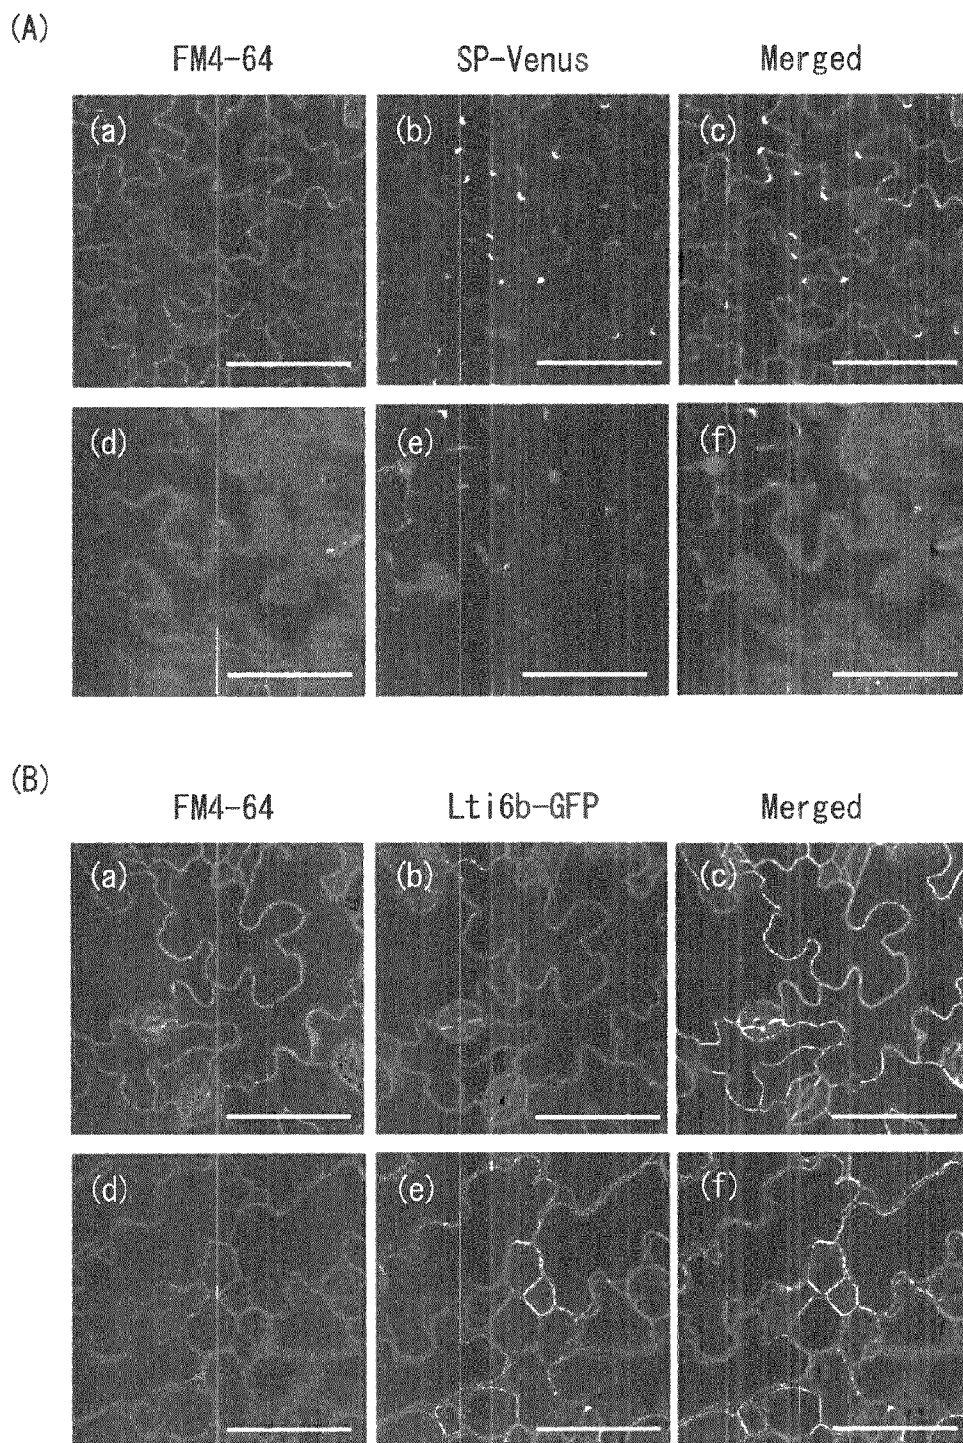 (A)
FM4-64 SP-Venus Merged
(a) (b) (c)
(d) (e) (f)
(B)
FM4-64 Lti6b-GFP Merged
(a) (b) (c)
(d) (e) (f)